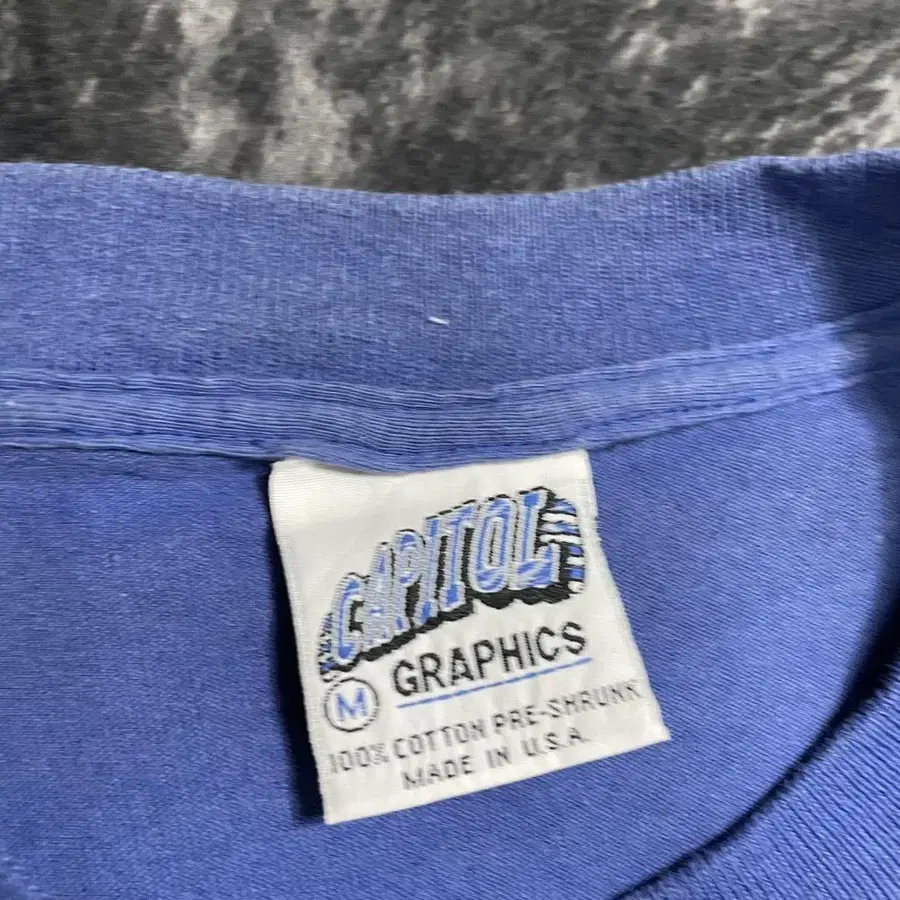 CAPITOL
GRAPHICS
M
100% COTTON PRE-SHRUNK
MADE IN U.S.A.